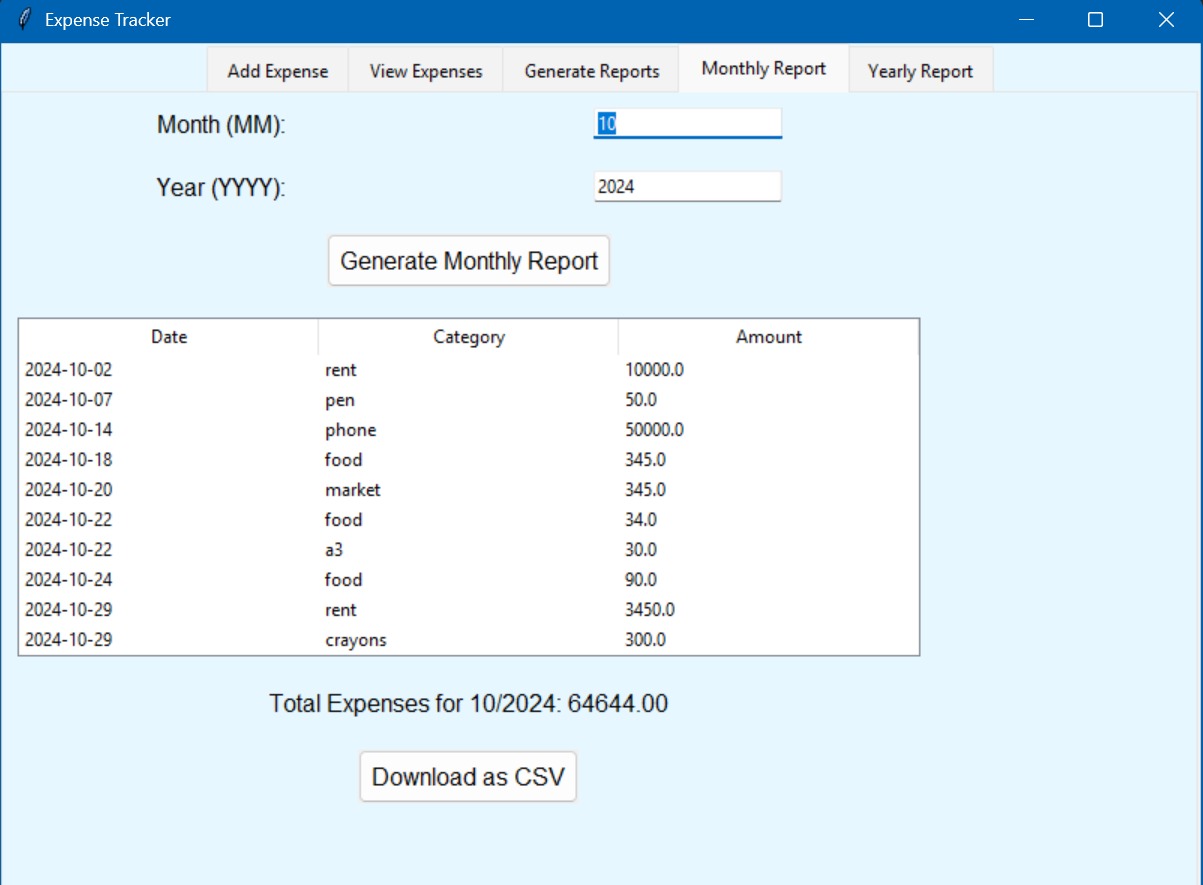 Expense Tracker
Add Expense View Expenses Generate Reports Monthly Report Yearly Report
Month (MM): 10
Year (YYYY): 2024
Generate Monthly Report
Date Category Amount
2024-10-02 rent 10000.0
2024-10-07 pen 50.0
2024-10-14 phone 50000.0
2024-10-18 food 345.0
2024-10-20 market 345.0
2024-10-22 food 34.0
2024-10-22 a3 30.0
2024-10-24 food 90.0
2024-10-29 rent 3450.0
2024-10-29 crayons 300.0
Total Expenses for 10/2024: 64644.00
Download as CSV